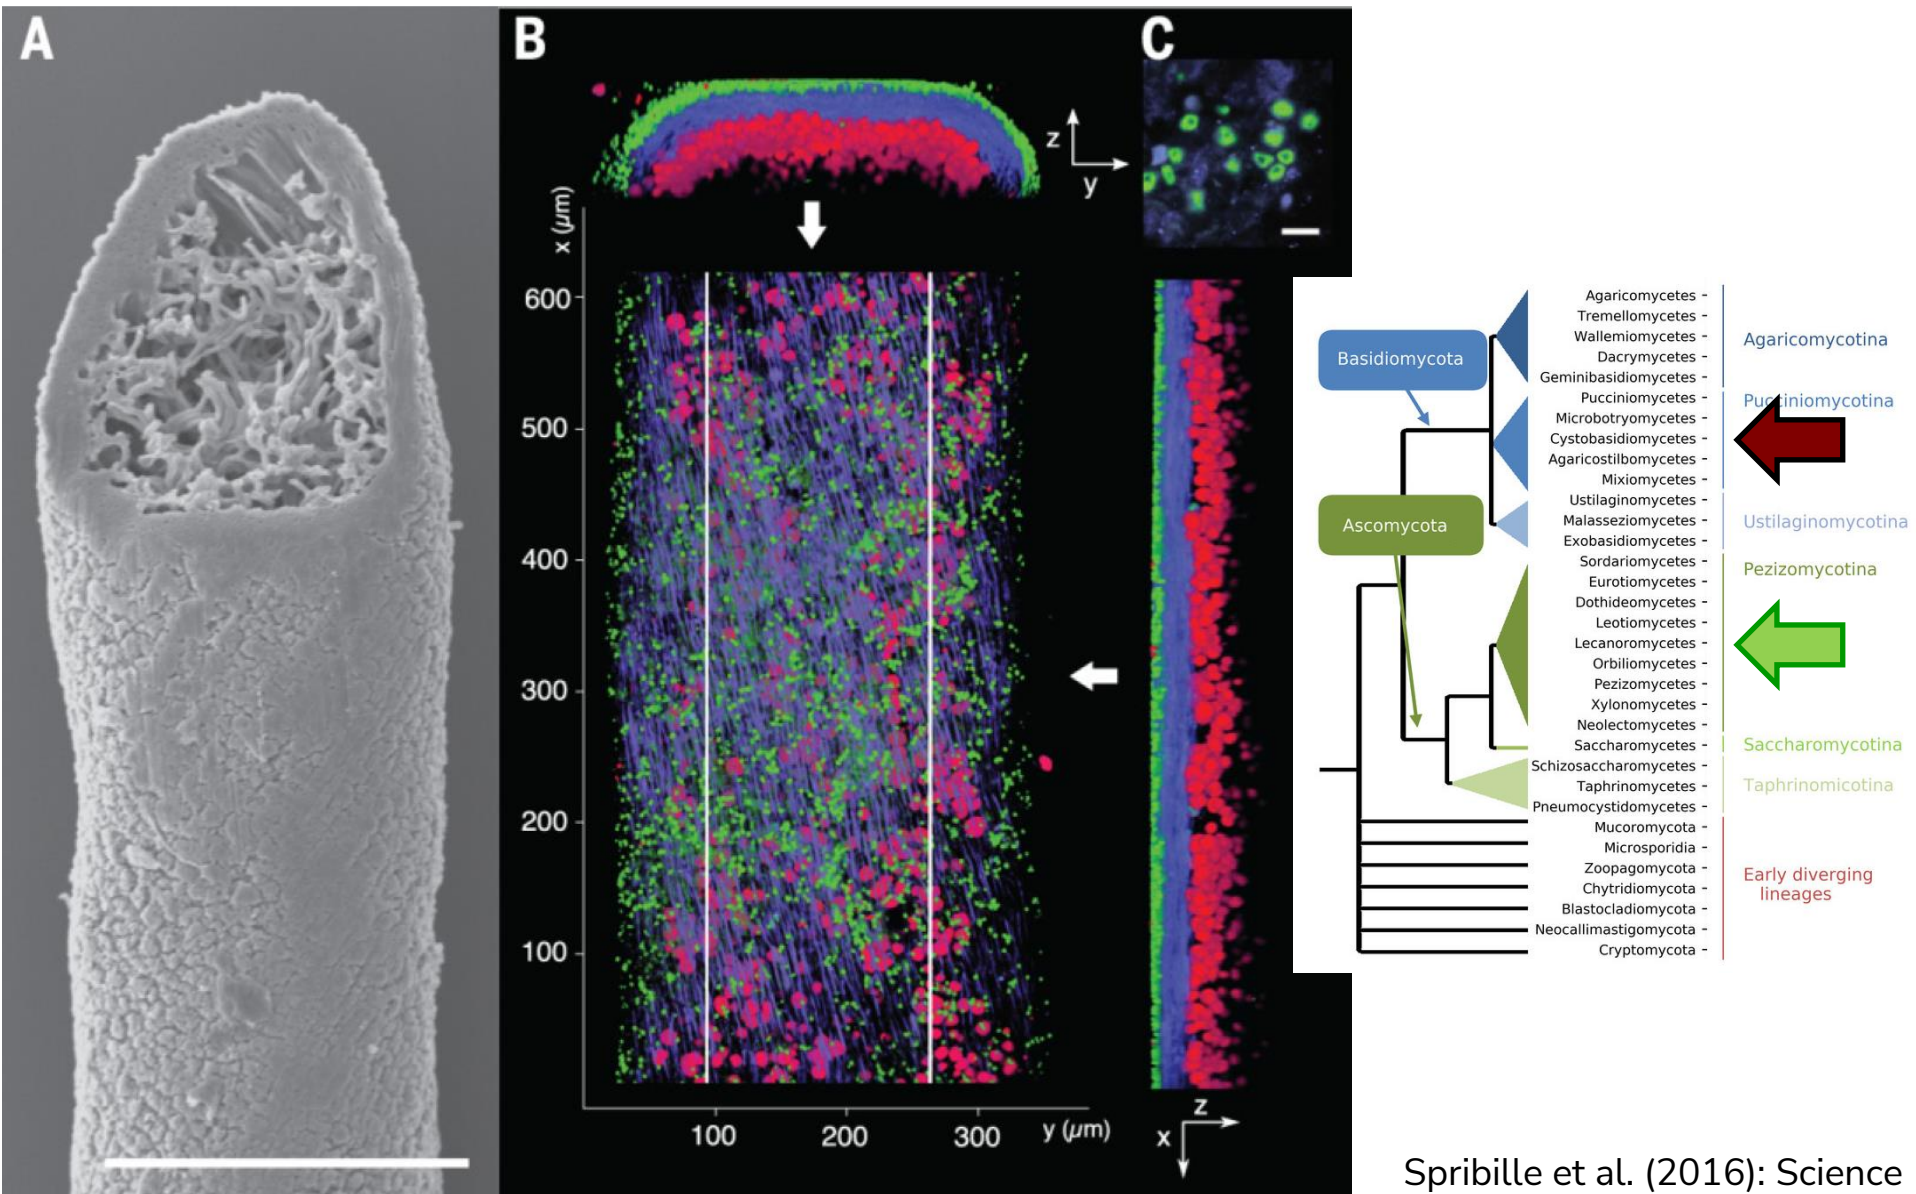 A
B
C
z
y
x (µm)
600
500
400
300
200
100
100
200
300
y (µm)
z
x
Basidiomycota
Ascomycota
Agaricomycetes -
Tremellomycetes -
Wallemiomycetes -
Dacrymycetes -
Geminibasidiomycetes -
Pucciniomycetes -
Microbotryomycetes -
Cystobasidiomycetes -
Agaricostilbomycetes -
Mixiomycetes -
Ustilaginomycetes -
Malasseziomycetes -
Exobasidiomycetes -
Sordariomycetes -
Eurotiomycetes -
Dothideomycetes -
Leotiomycetes -
Lecanoromycetes -
Orbiliomycetes -
Pezizomycetes -
Xylonomycetes -
Neolectomycetes -
Saccharomycetes -
Schizosaccharomycetes -
Taphrinomycetes -
Pneumocystidomycetes -
Mucoromycota -
Microsporidia -
Zoopagomycota -
Chytridiomycota -
Blastocladiomycota -
Neocallimastigomycota -
Cryptomycota -
Agaricomycotina
Pucciniomycotina
Ustilaginomycotina
Pezizomycotina
Saccharomycotina
Taphrinomicotina
Early diverging
lineages
Spribille et al. (2016): Science